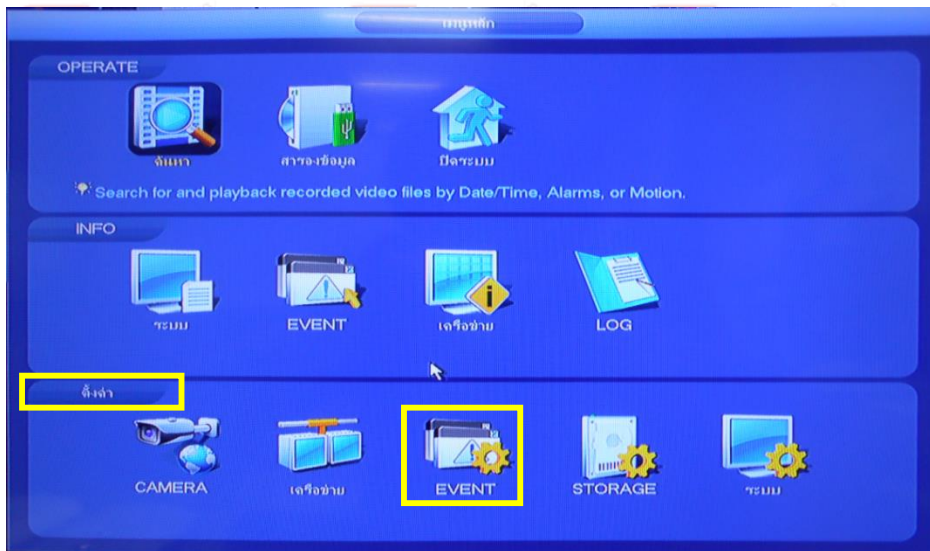 เมนูหลัก
OPERATE
ค้นหา
สำรองข้อมูล
ปิดระบบ
Search for and playback recorded video files by Date/Time, Alarms, or Motion.
INFO
ระบบ
EVENT
เครือข่าย
LOG
ตั้งค่า
CAMERA
เครือข่าย
EVENT
STORAGE
ระบบ